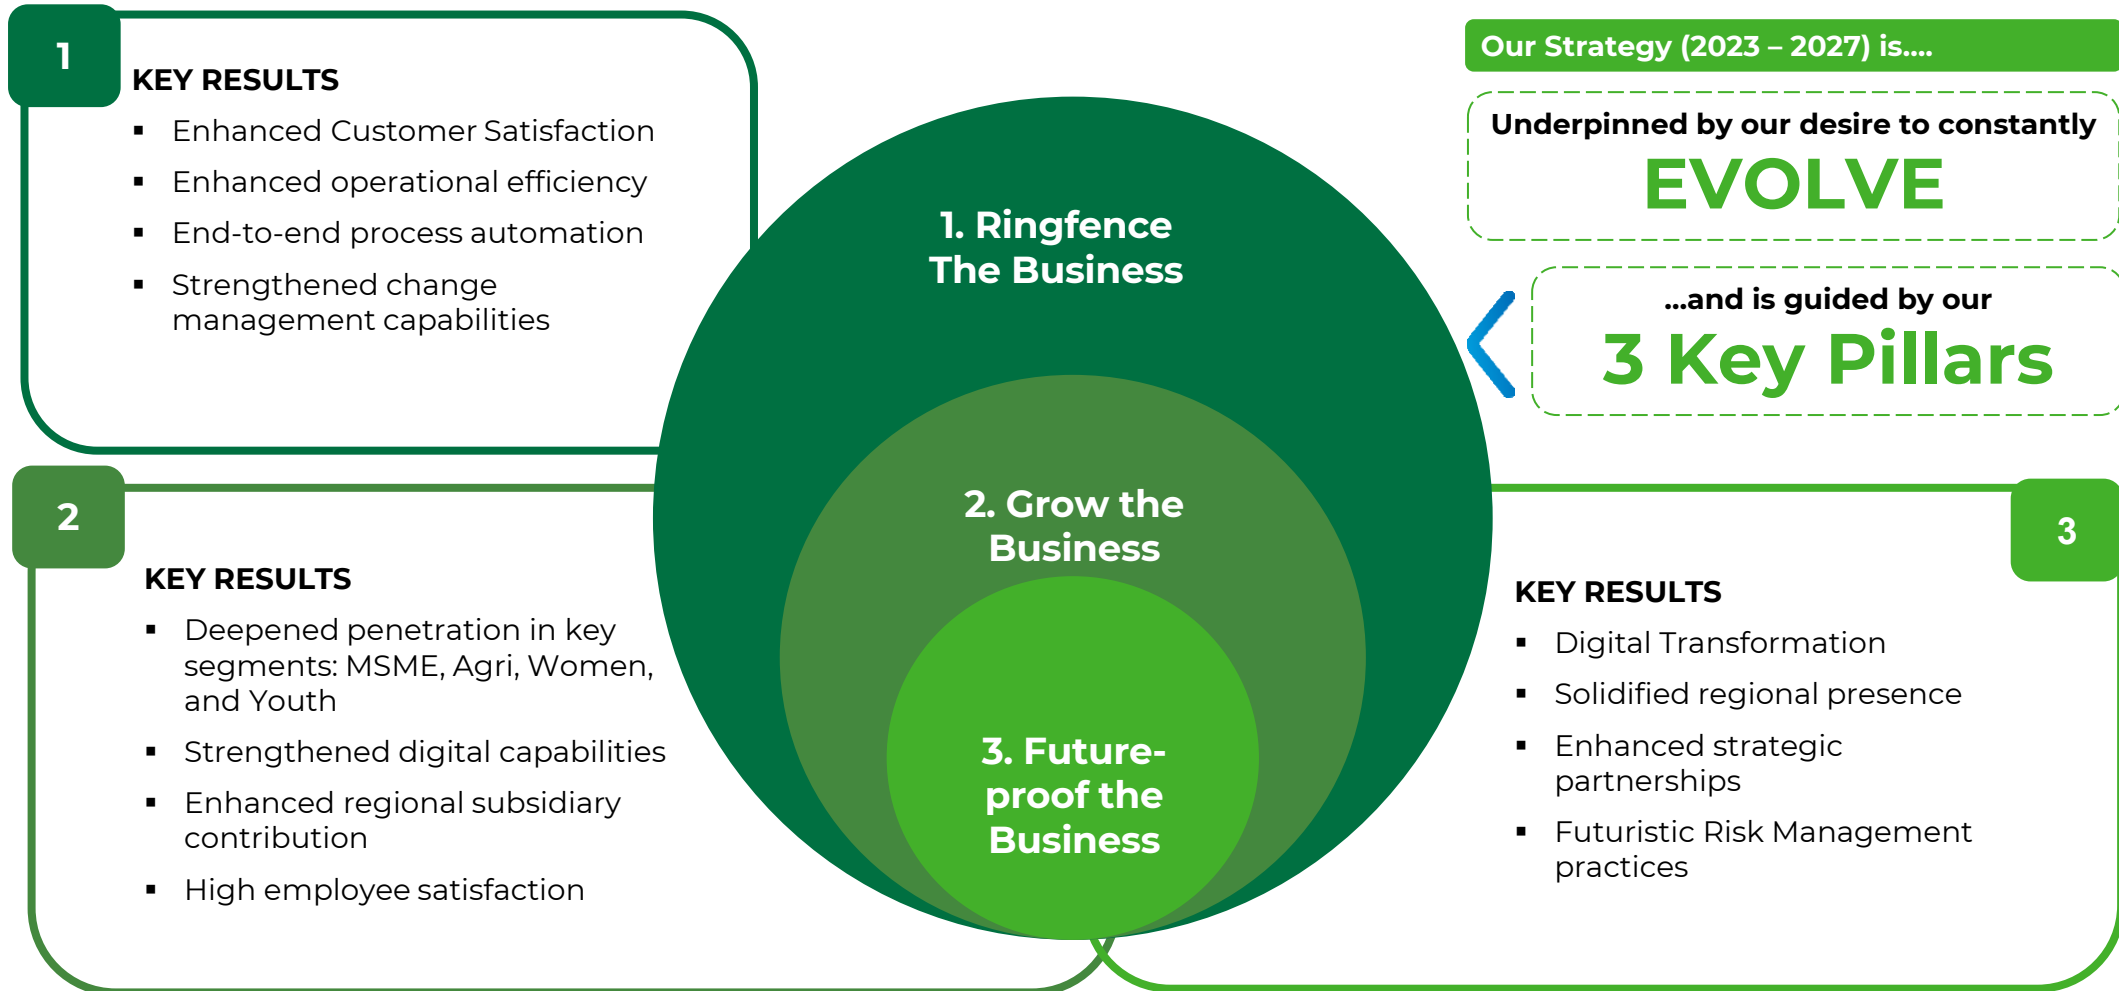 1
KEY RESULTS
▪ Enhanced Customer Satisfaction
▪ Enhanced operational efficiency
▪ End-to-end process automation
▪ Strengthened change
management capabilities
Our Strategy (2023 – 2027) is....
Underpinned by our desire to constantly
EVOLVE
...and is guided by our
3 Key Pillars
1. Ringfence
The Business
2. Grow the
Business
3. Future-
proof the
Business
2
KEY RESULTS
▪ Deepened penetration in key
segments: MSME, Agri, Women,
and Youth
▪ Strengthened digital capabilities
▪ Enhanced regional subsidiary
contribution
▪ High employee satisfaction
3
KEY RESULTS
▪ Digital Transformation
▪ Solidified regional presence
▪ Enhanced strategic
partnerships
▪ Futuristic Risk Management
practices